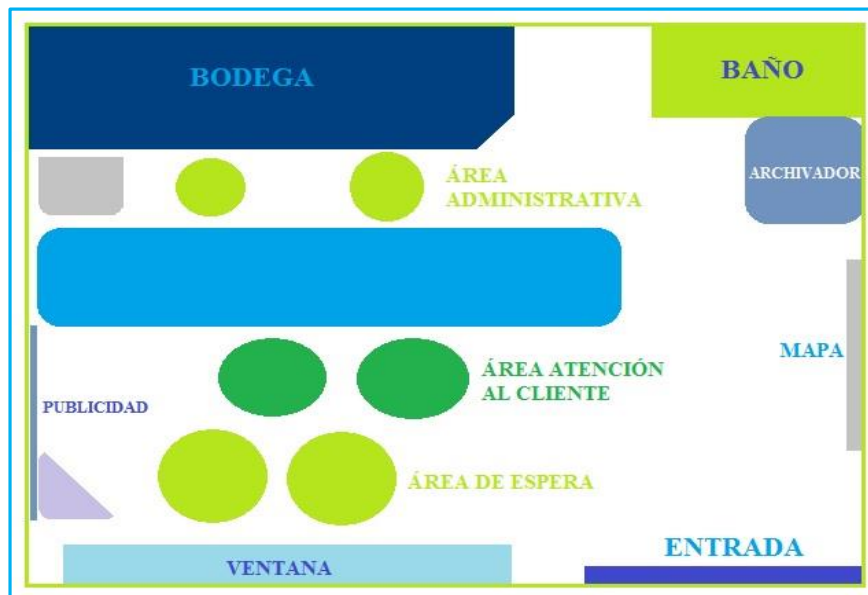 BODEGA
BAÑO
ARCHIVADOR
ÁREA
ADMINISTRATIVA
MAPA
ÁREA ATENCIÓN
AL CLIENTE
PUBLICIDAD
ÁREA DE ESPERA
ENTRADA
VENTANA